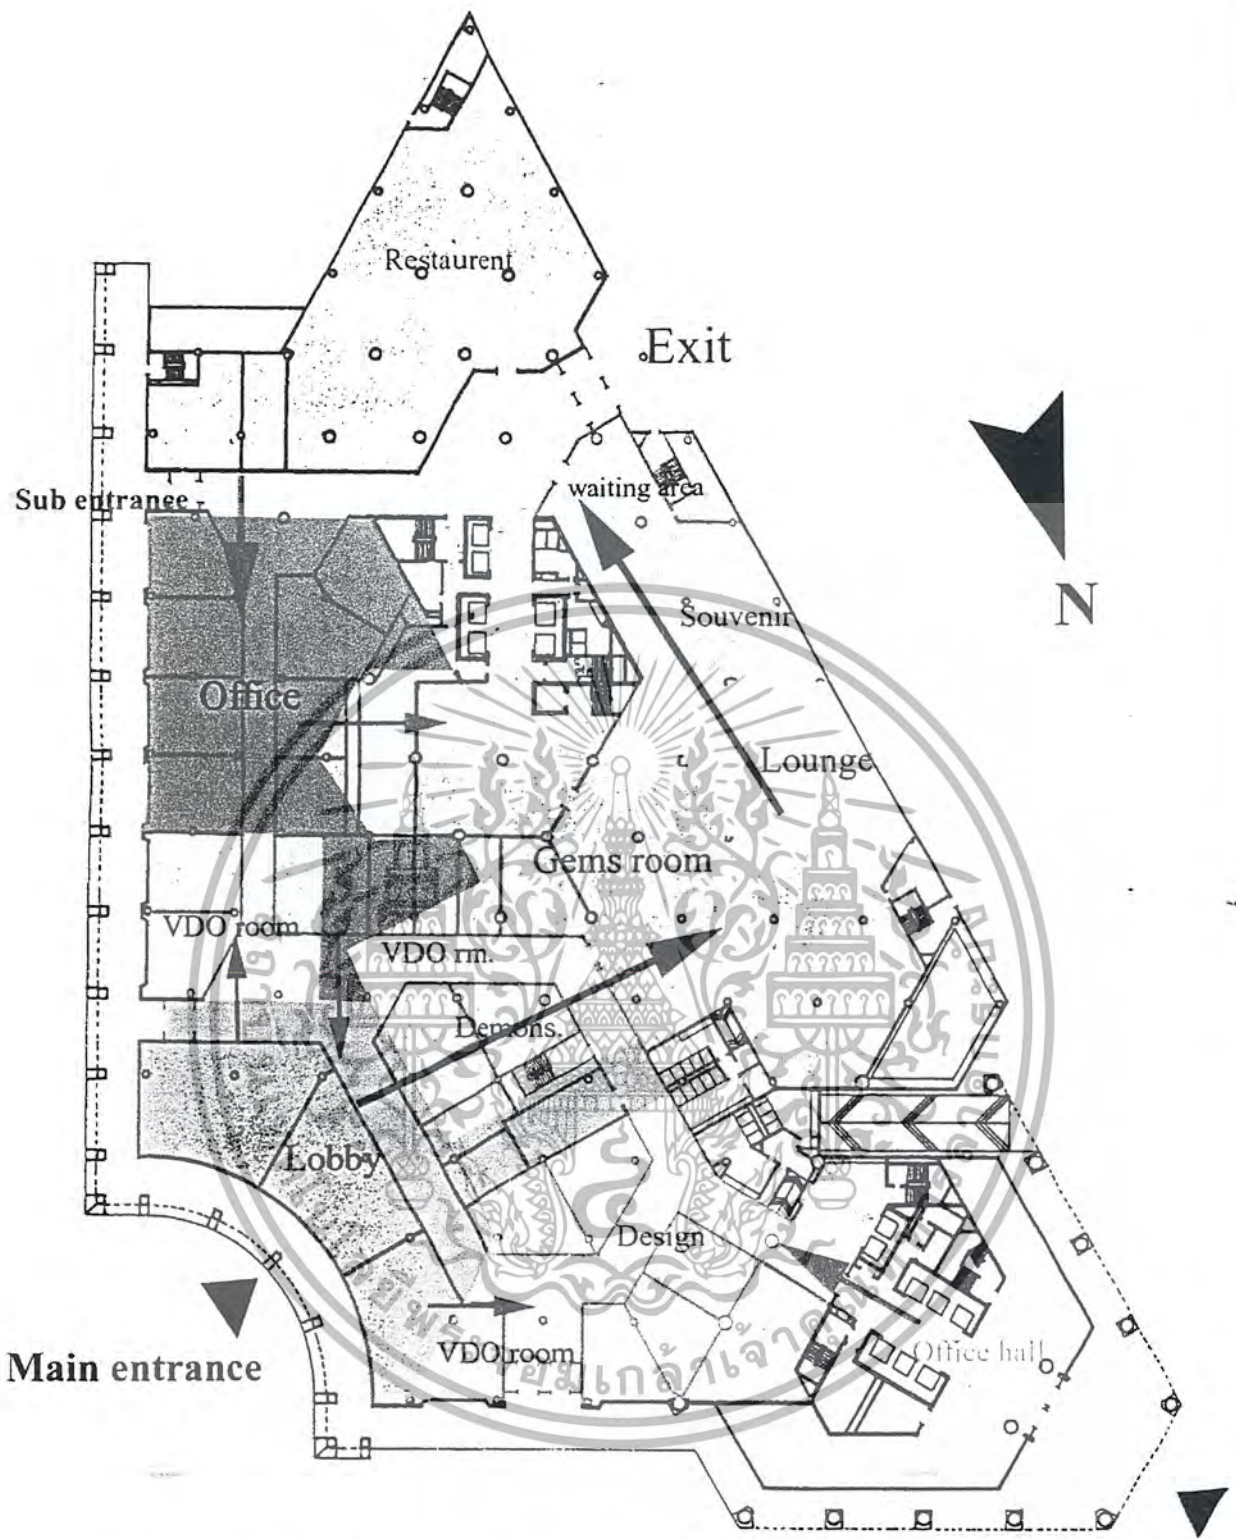 Restaurent
Exit
Sub entrance
waiting area
N
Souvenir
Office
Lounge
Gems room
VDO room
VDO rm.
Demons.
Lobby
Design
Main entrance
VDO room
Office hall